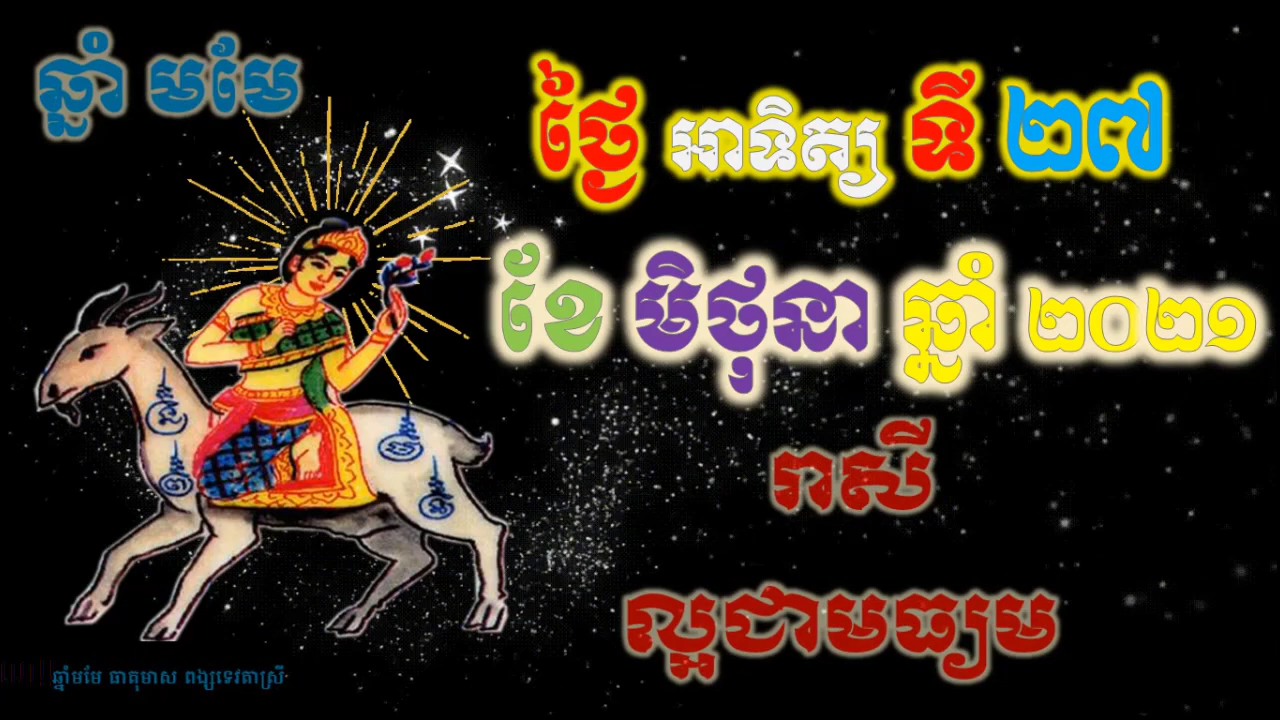 ឆ្នាំ មមែ
ថ្ងៃ អាទិត្យ ទី ២៧
ខែ មិថុនា ឆ្នាំ ២០២១
រាសី
ល្អជាមធ្យម
ឆ្នាំមមែ ធាតុមាស ពង្សទេវតាស្រី